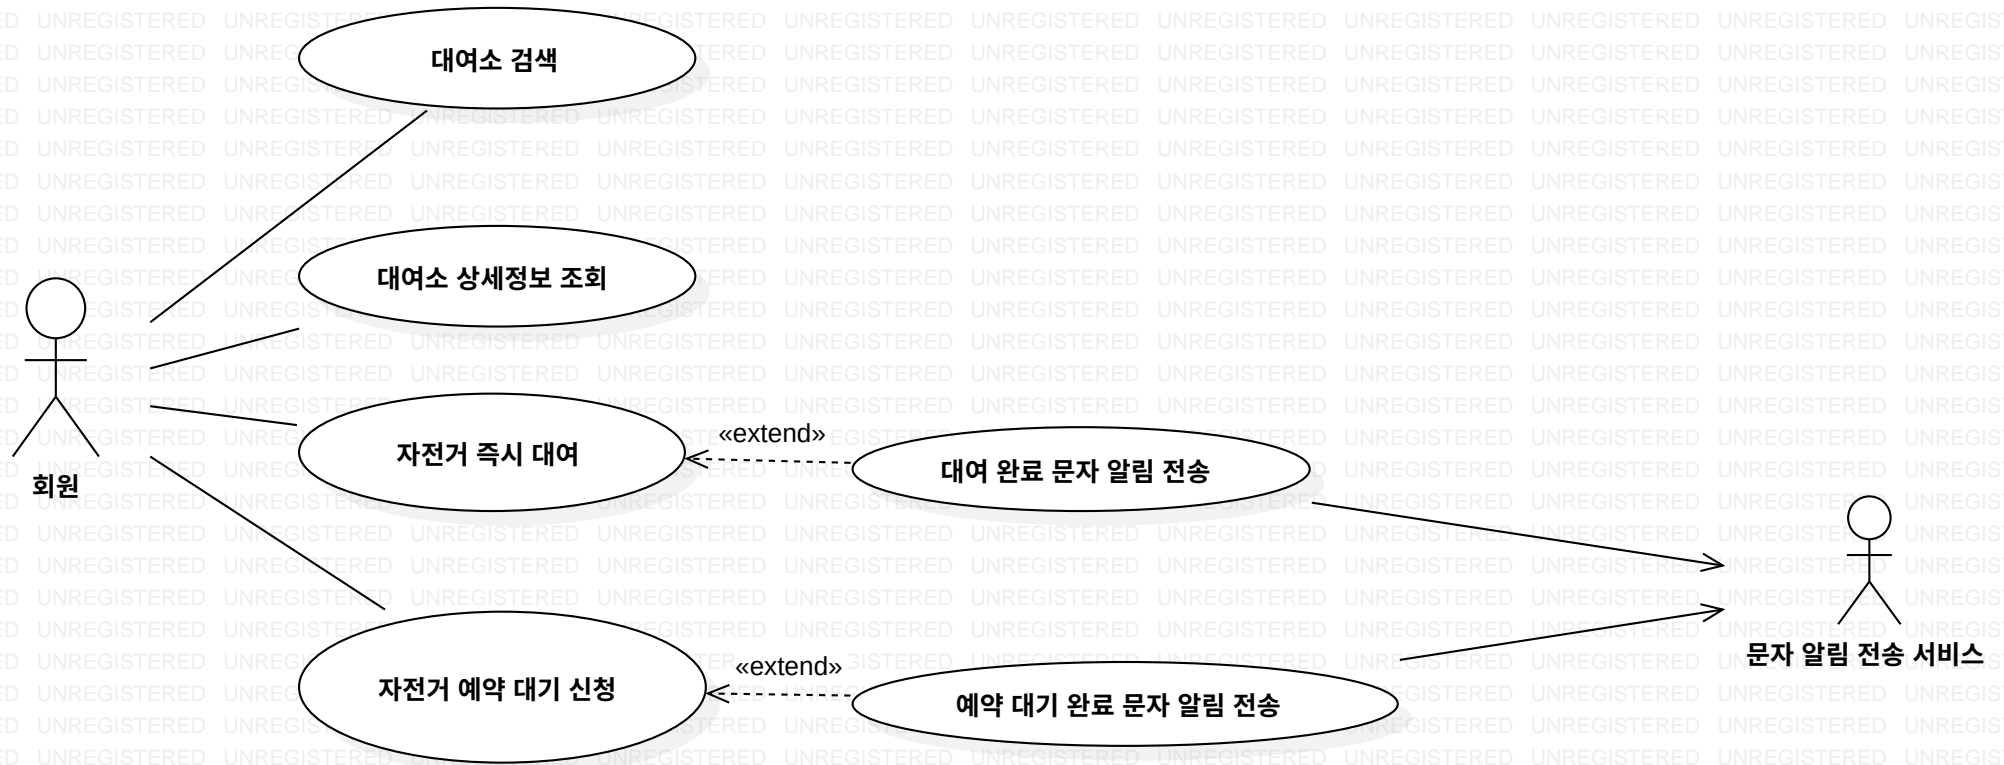 대여소 검색
대여소 상세정보 조회
자전거 즉시 대여
«extend»
대여 완료 문자 알림 전송
회원
문자 알림 전송 서비스
«extend»
자전거 예약 대기 신청
예약 대기 완료 문자 알림 전송
UNREGISTERED